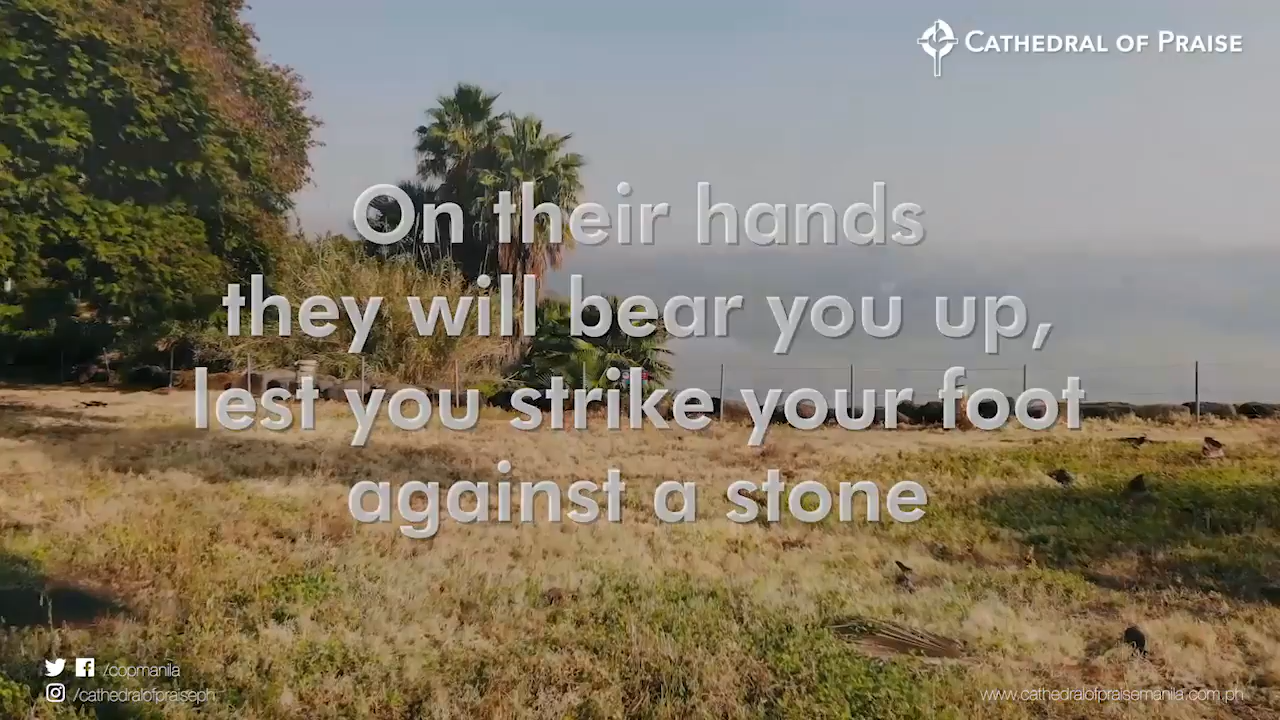 CATHEDRAL OF PRAISE
On their hands
they will bear you up,
lest you strike your foot
against a stone
/copmanila
/cathedralofpraiseph
www.cathedralofpraisemanila.com.ph